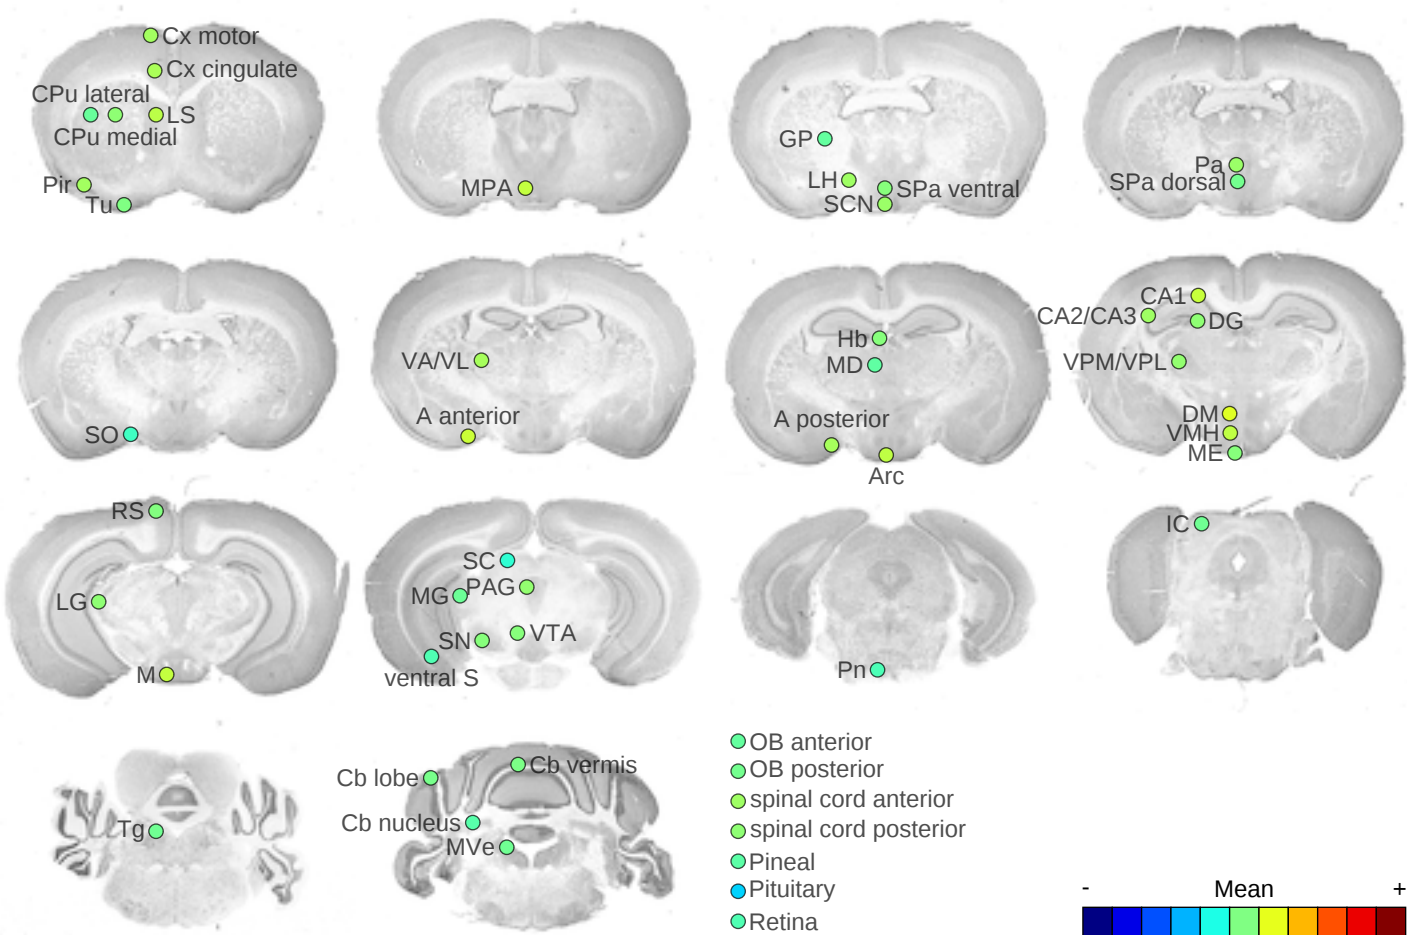 Cx motor
Cx cingulate
CPu lateral
LS
CPu medial
Pir
Tu
MPA
GP
LH
SPa ventral
SCN
Pa
SPa dorsal
SO
VA/VL
A anterior
Hb
MD
A posterior
Arc
CA1
CA2/CA3
DG
VPM/VPL
DM
VMH
ME
RS
LG
M
SC
MG
PAG
SN
VTA
ventral S
Pn
IC
Tg
Cb lobe
Cb vermis
Cb nucleus
MVe
OB anterior
OB posterior
spinal cord anterior
spinal cord posterior
Pineal
Pituitary
Retina
- Mean +